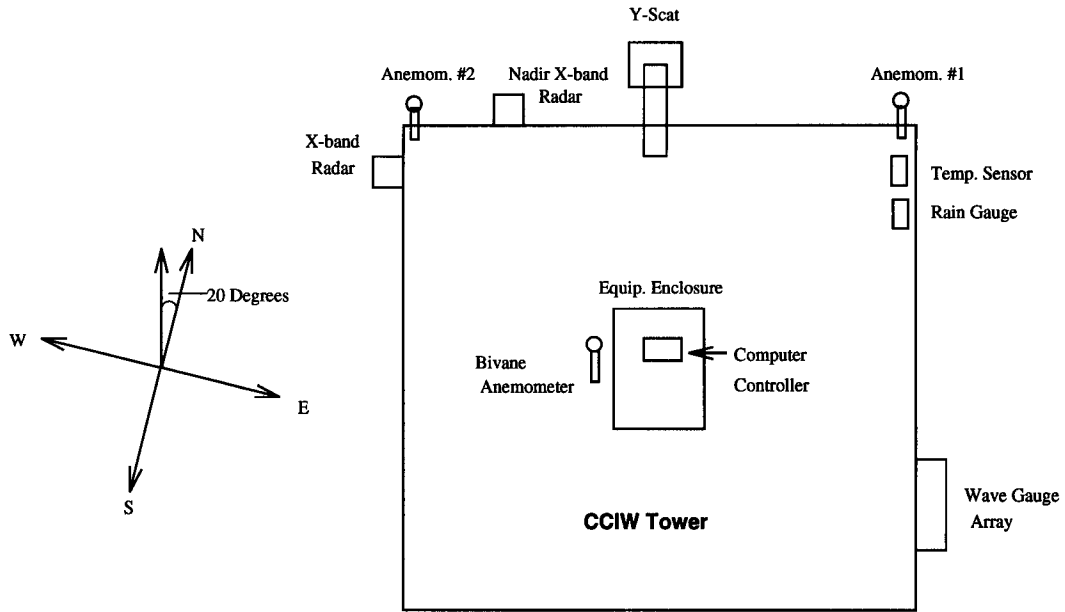 Y-Scat
Anemom. #2
Nadir X-band
Radar
Anemom. #1
X-band
Radar
Temp. Sensor
Rain Gauge
N
20 Degrees
W
E
S
Equip. Enclosure
Bivane
Anemometer
Computer
Controller
CCIW Tower
Wave Gauge
Array